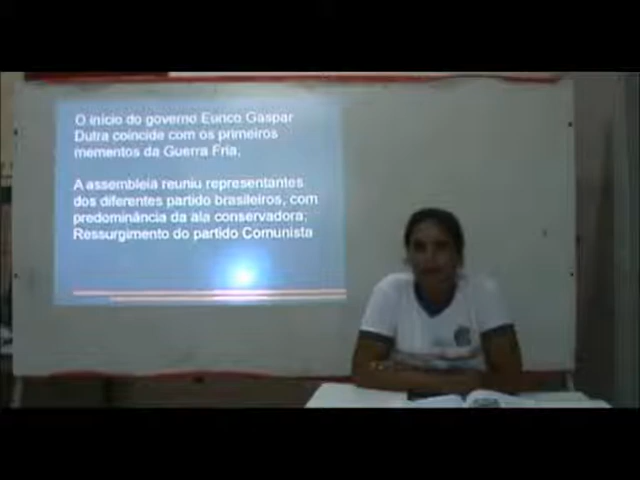 O início do governo Eurico Gaspar
Dutra coincide com os primeiros
mementos da Guerra Fria;
A assembleia reuniu representantes
dos diferentes partido brasileiros, com
predominância da ala conservadora;
Ressurgimento do partido Comunista